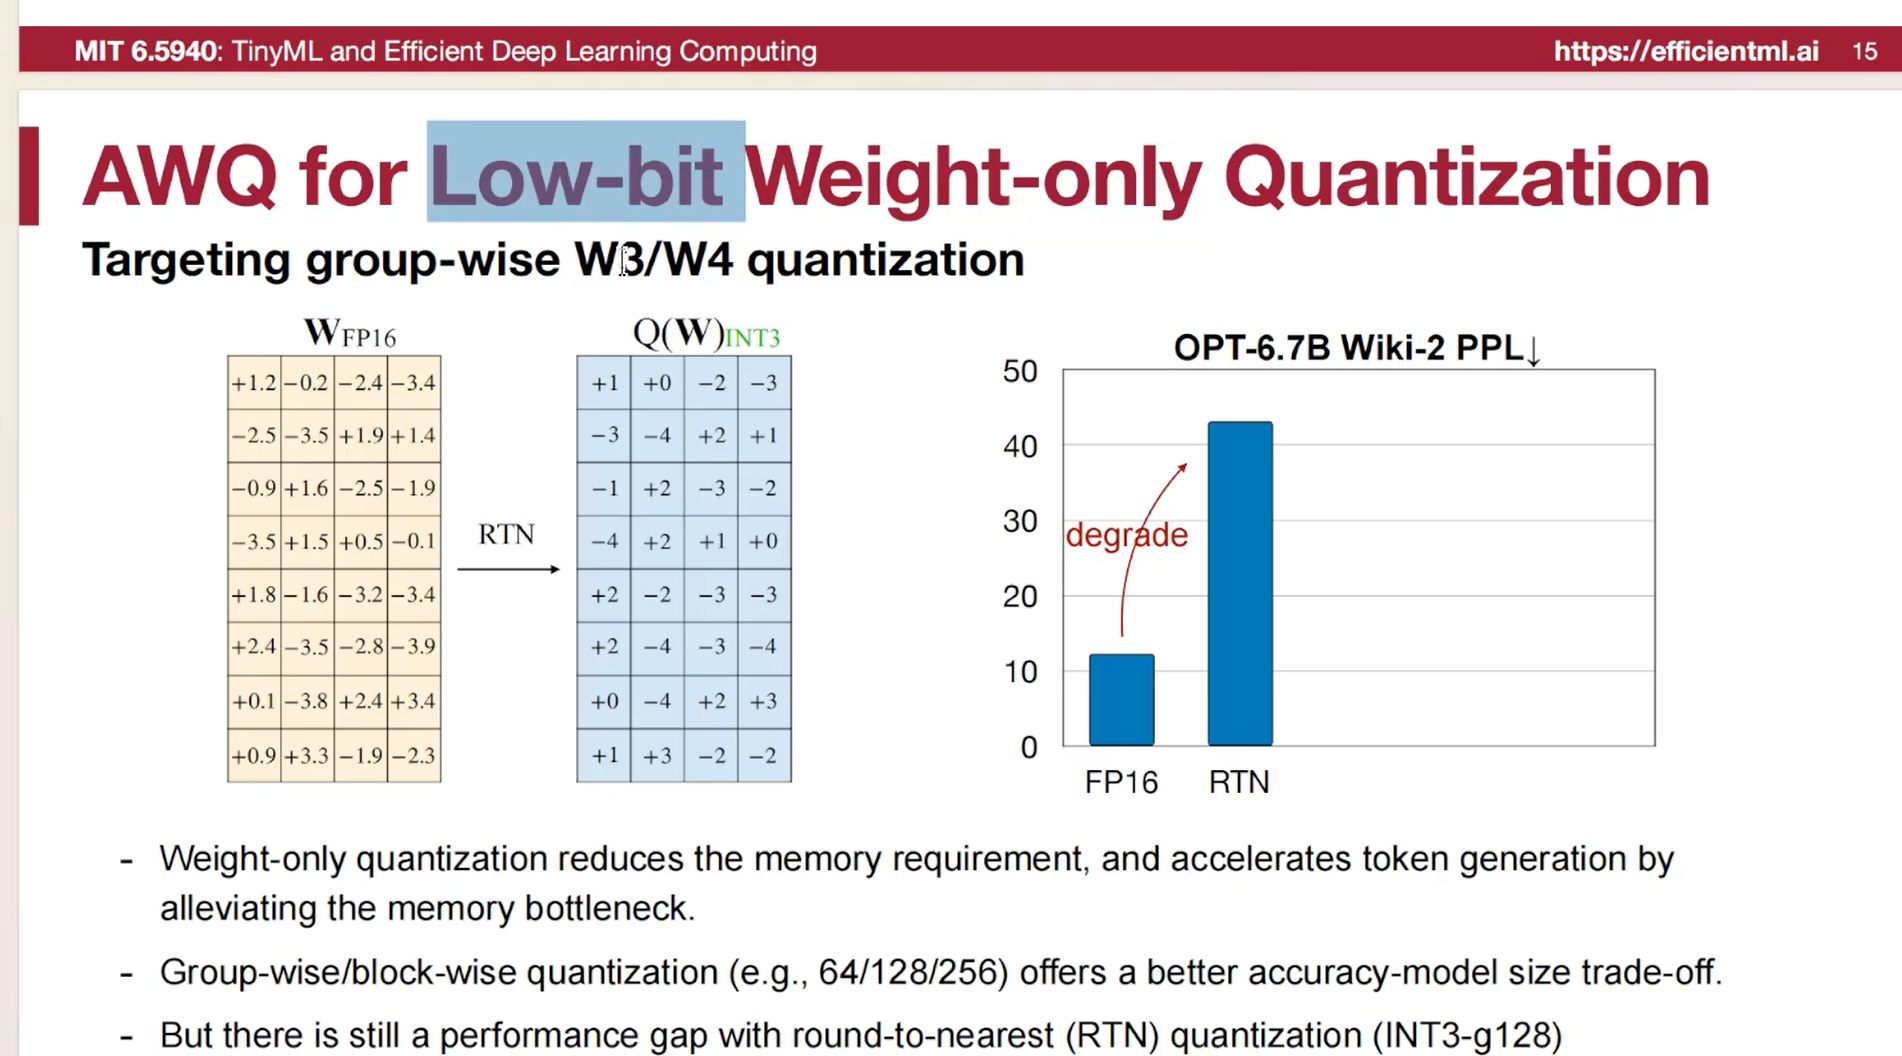 MIT 6.5940: TinyML and Efficient Deep Learning Computing
https://efficientml.ai 15
AWQ for Low-bit Weight-only Quantization
Targeting group-wise W3/W4 quantization
W_FP16
+1.2 −0.2 −2.4 −3.4
−2.5 −3.5 +1.9 +1.4
−0.9 +1.6 −2.5 −1.9
−3.5 +1.5 +0.5 −0.1
+1.8 −1.6 −3.2 −3.4
+2.4 −3.5 −2.8 −3.9
+0.1 −3.8 +2.4 +3.4
+0.9 +3.3 −1.9 −2.3
RTN
Q(W)_INT3
+1 +0 −2 −3
−3 −4 +2 +1
−1 +2 −3 −2
−4 +2 +1 +0
+2 −2 −3 −3
+2 −4 −3 −4
+0 −4 +2 +3
+1 +3 −2 −2
OPT-6.7B Wiki-2 PPL↓
50
40
30
20
10
0
degrade
FP16 RTN
- Weight-only quantization reduces the memory requirement, and accelerates token generation by
alleviating the memory bottleneck.
- Group-wise/block-wise quantization (e.g., 64/128/256) offers a better accuracy-model size trade-off.
- But there is still a performance gap with round-to-nearest (RTN) quantization (INT3-g128)